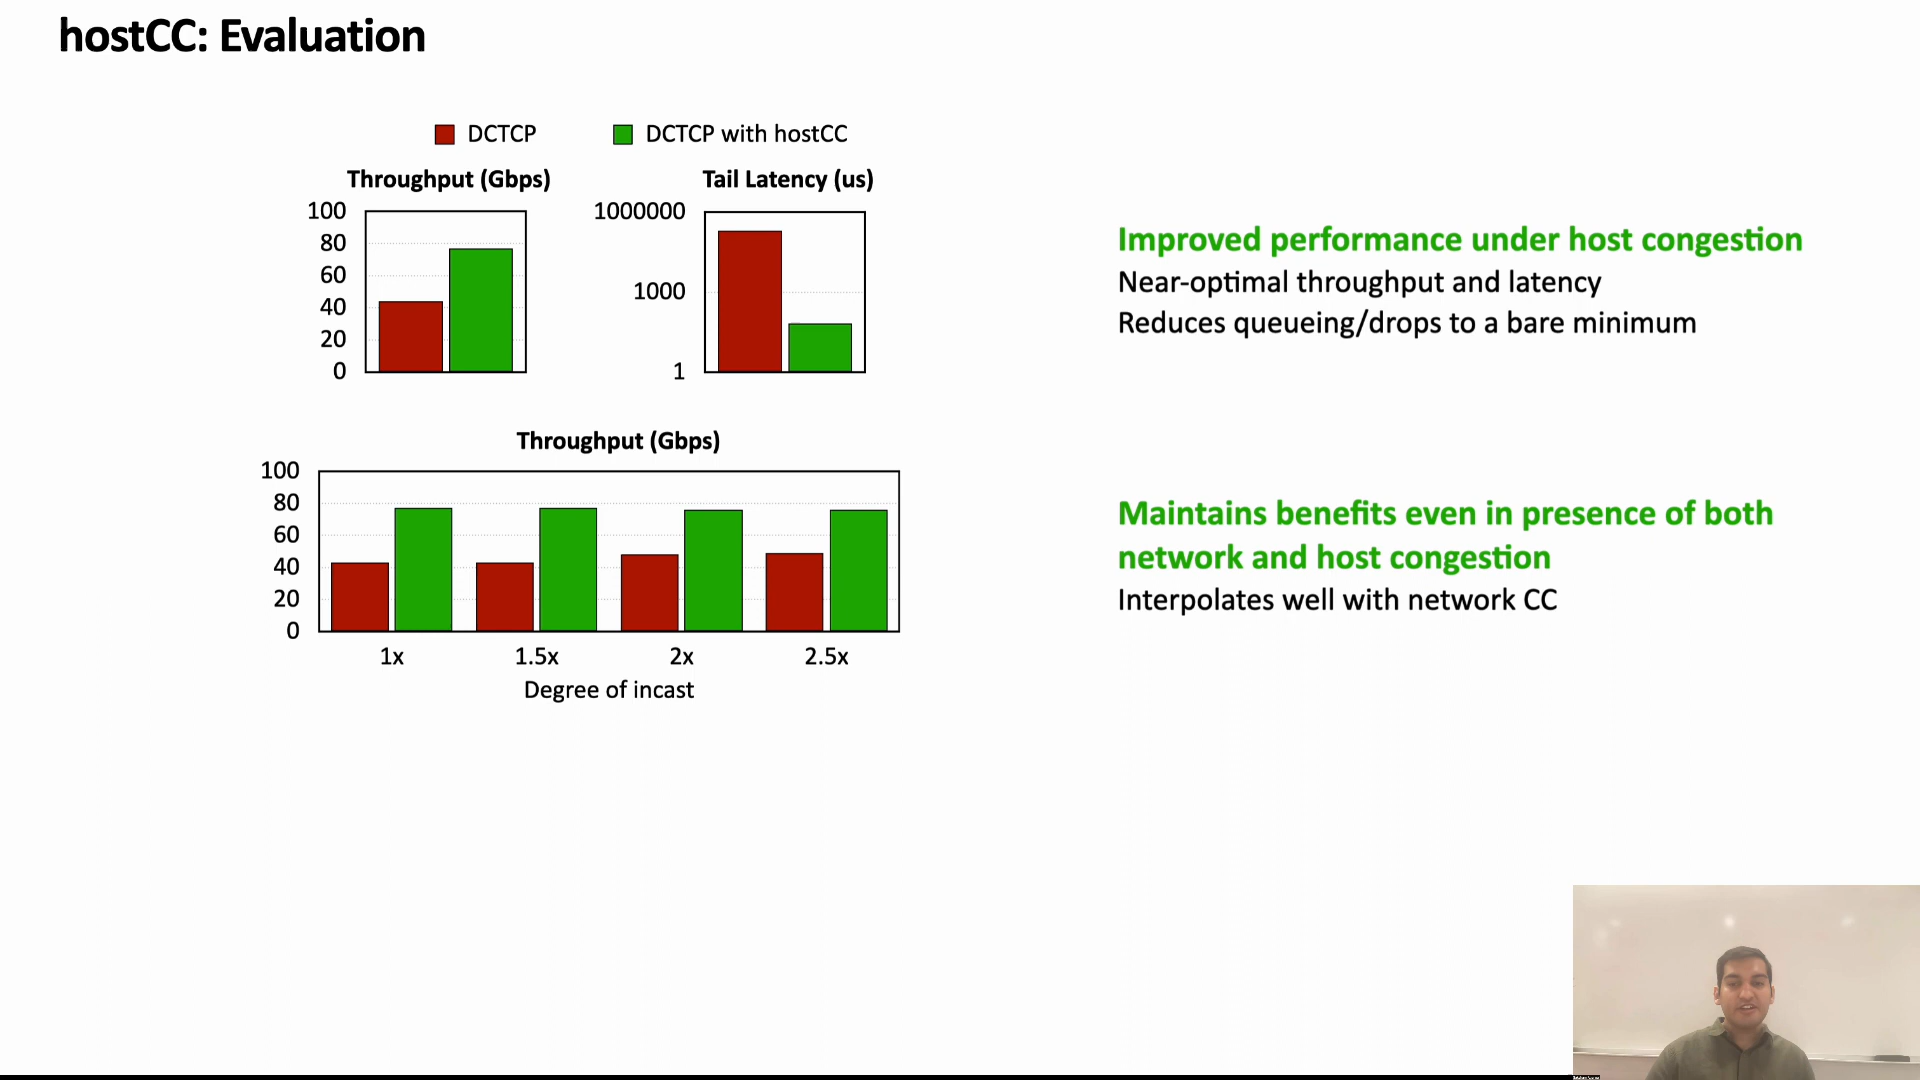 hostCC: Evaluation
DCTCP
DCTCP with hostCC
Throughput (Gbps)
100
80
60
40
20
0
Tail Latency (us)
1000000
1000
1
Improved performance under host congestion
Near-optimal throughput and latency
Reduces queueing/drops to a bare minimum
Throughput (Gbps)
100
80
60
40
20
0
1x 1.5x 2x 2.5x
Degree of incast
Maintains benefits even in presence of both
network and host congestion
Interpolates well with network CC